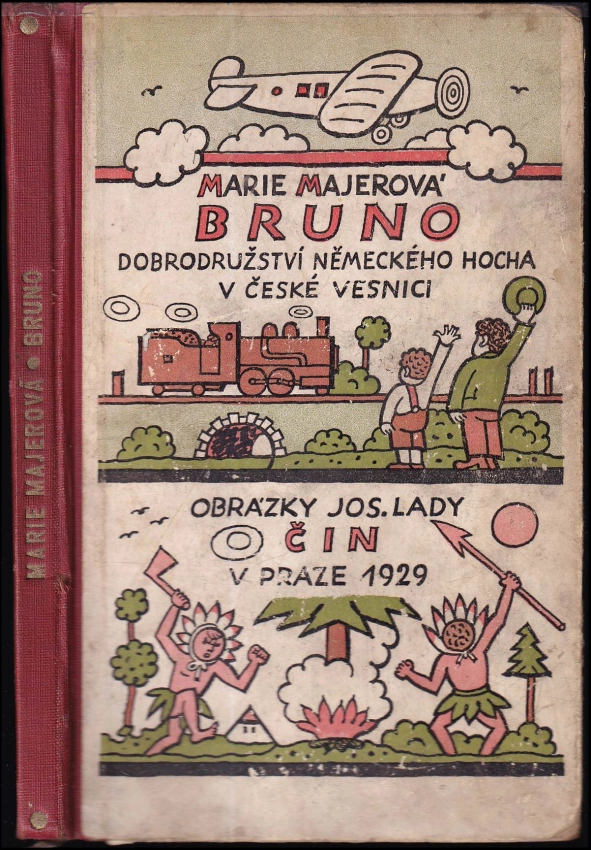 MARIE MAJEROVÁ
BRUNO
DOBRODRUŽSTVÍ NĚMECKÉHO HOCHA
V ČESKÉ VESNICI
OBRÁZKY JOS. LADY
ČIN
V PRAZE 1929
MARIE MAJEROVÁ • BRUNO